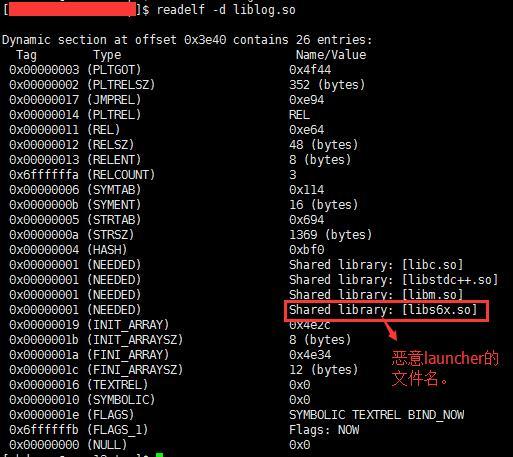 [                    ]$ readelf -d liblog.so
Dynamic section at offset 0x3e40 contains 26 entries:
Tag Type Name/Value
0x00000003 (PLTGOT) 0x4f44
0x00000002 (PLTRELSZ) 352 (bytes)
0x00000017 (JMPREL) 0xe94
0x00000014 (PLTREL) REL
0x00000011 (REL) 0xe64
0x00000012 (RELSZ) 48 (bytes)
0x00000013 (RELENT) 8 (bytes)
0x6ffffffa (RELCOUNT) 3
0x00000006 (SYMTAB) 0x114
0x0000000b (SYMENT) 16 (bytes)
0x00000005 (STRTAB) 0x694
0x0000000a (STRSZ) 1369 (bytes)
0x00000004 (HASH) 0xbf0
0x00000001 (NEEDED) Shared library: [libc.so]
0x00000001 (NEEDED) Shared library: [libstdc++.so]
0x00000001 (NEEDED) Shared library: [libm.so]
0x00000001 (NEEDED) Shared library: [libs6x.so]
0x00000019 (INIT_ARRAY) 0x4e2c
0x0000001b (INIT_ARRAYSZ) 8 (bytes)
0x0000001a (FINI_ARRAY) 0x4e34
0x0000001c (FINI_ARRAYSZ) 12 (bytes)
0x00000016 (TEXTREL) 0x0
0x00000010 (SYMBOLIC) 0x0
0x0000001e (FLAGS) SYMBOLIC TEXTREL BIND_NOW
0x6ffffffb (FLAGS_1) Flags: NOW
0x00000000 (NULL) 0x0
恶意launcher的
文件名。